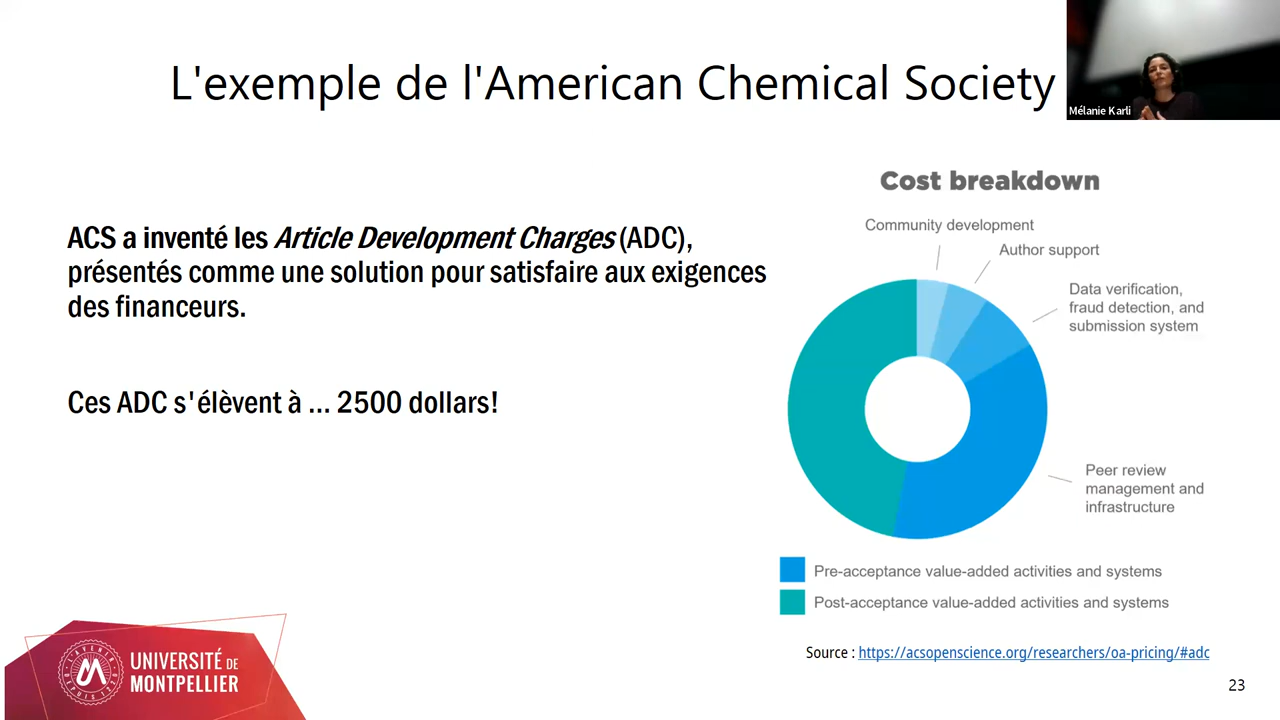 L'exemple de l'American Chemical Society
Mélanie Karli
ACS a inventé les Article Development Charges (ADC),
présentés comme une solution pour satisfaire aux exigences
des financeurs.
Ces ADC s'élèvent à ... 2500 dollars!
Cost breakdown
Community development
Author support
Data verification,
fraud detection, and
submission system
Peer review
management and
infrastructure
Pre-acceptance value-added activities and systems
Post-acceptance value-added activities and systems
Source : https://acsopenscience.org/researchers/oa-pricing/#adc
UNIVERSITÉ DE
MONTPELLIER
23